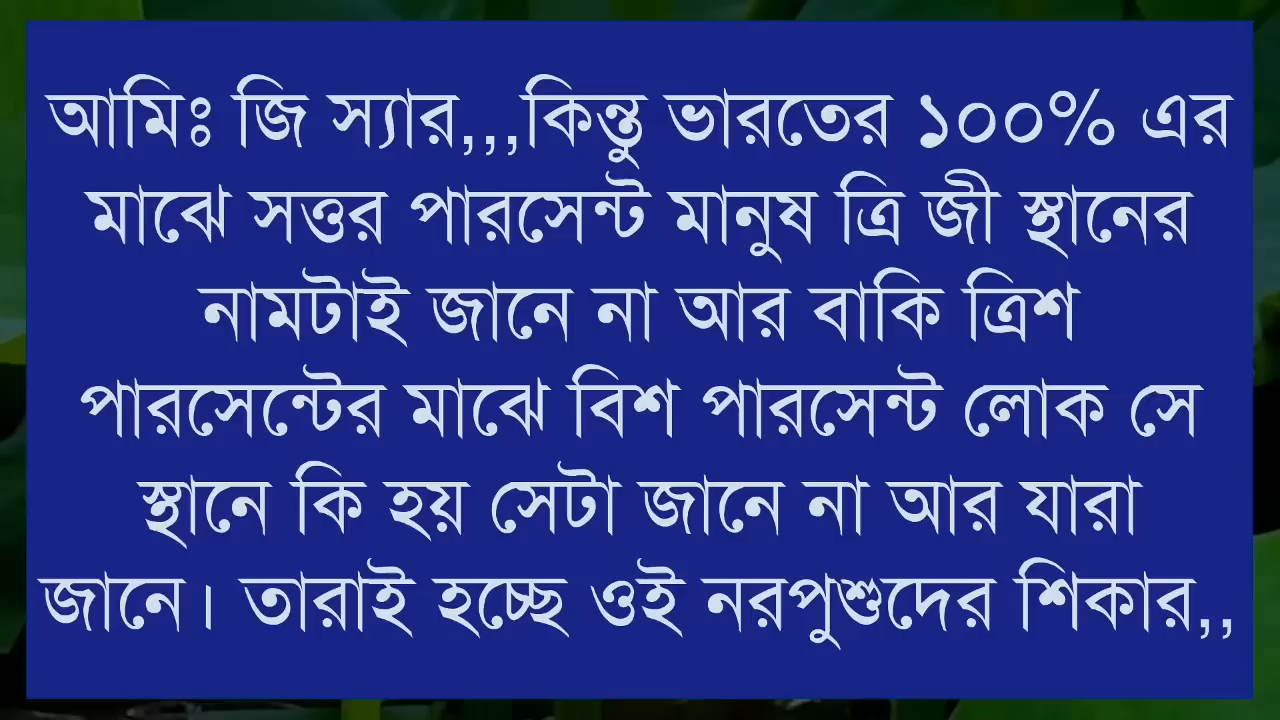 আমিঃ জি স্যার,,,কিন্তু ভারতের ১০০% এর
মাঝে সত্তর পারসেন্ট মানুষ ত্রি জী স্থানের
নামটাই জানে না আর বাকি ত্রিশ
পারসেন্টের মাঝে বিশ পারসেন্ট লোক সে
স্থানে কি হয় সেটা জানে না আর যারা
জানে। তারাই হচ্ছে ওই নরপুশুদের শিকার,,